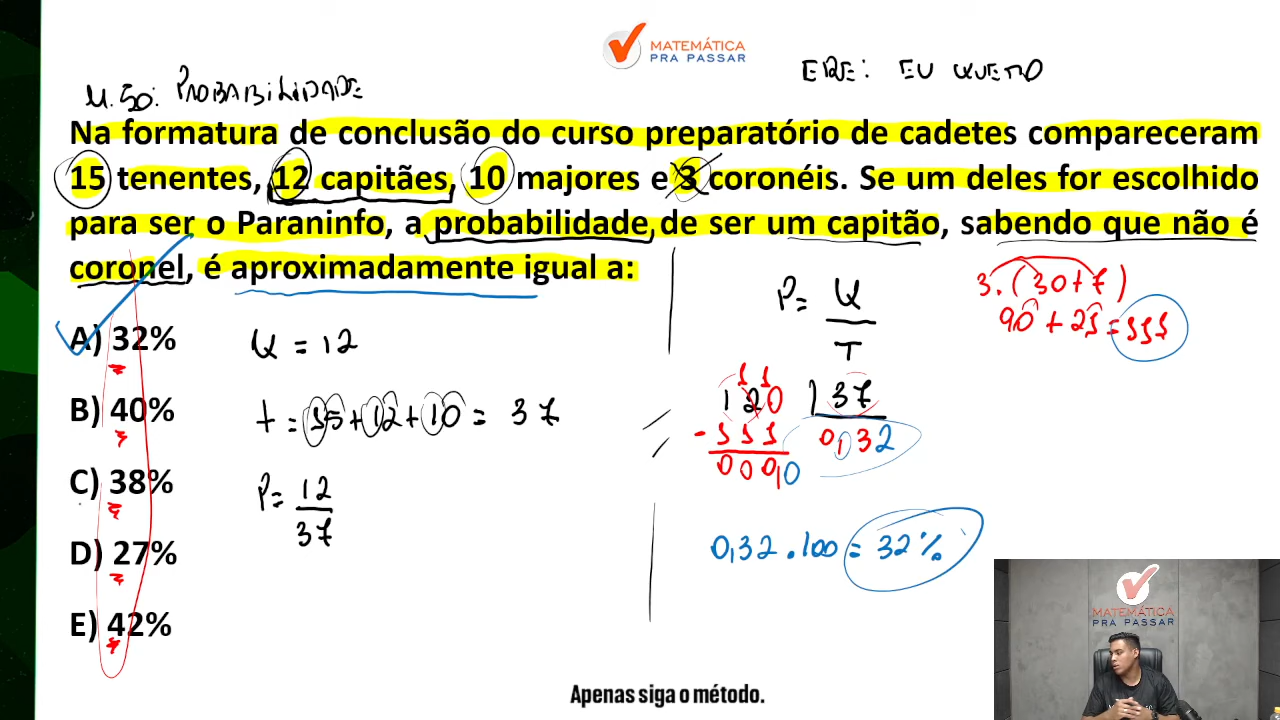 MATEMÁTICA
PRA PASSAR
EQE: EU QUERO
M.50: PROBABILIDADE
Na formatura de conclusão do curso preparatório de cadetes compareceram
15 tenentes, 12 capitães, 10 majores e 3 coronéis. Se um deles for escolhido
para ser o Paraninfo, a probabilidade de ser um capitão, sabendo que não é
coronel, é aproximadamente igual a:
A) 32%
B) 40%
C) 38%
D) 27%
E) 42%
Q = 12
t = 15+12+10 = 37
P= 12
37
P= Q
T
3.(30+7)
90 + 21 = 111
120 37
-111 0,32
0090
0,32 . 100 = 32%
MATEMÁTICA
PRA PASSAR
Apenas siga o método.